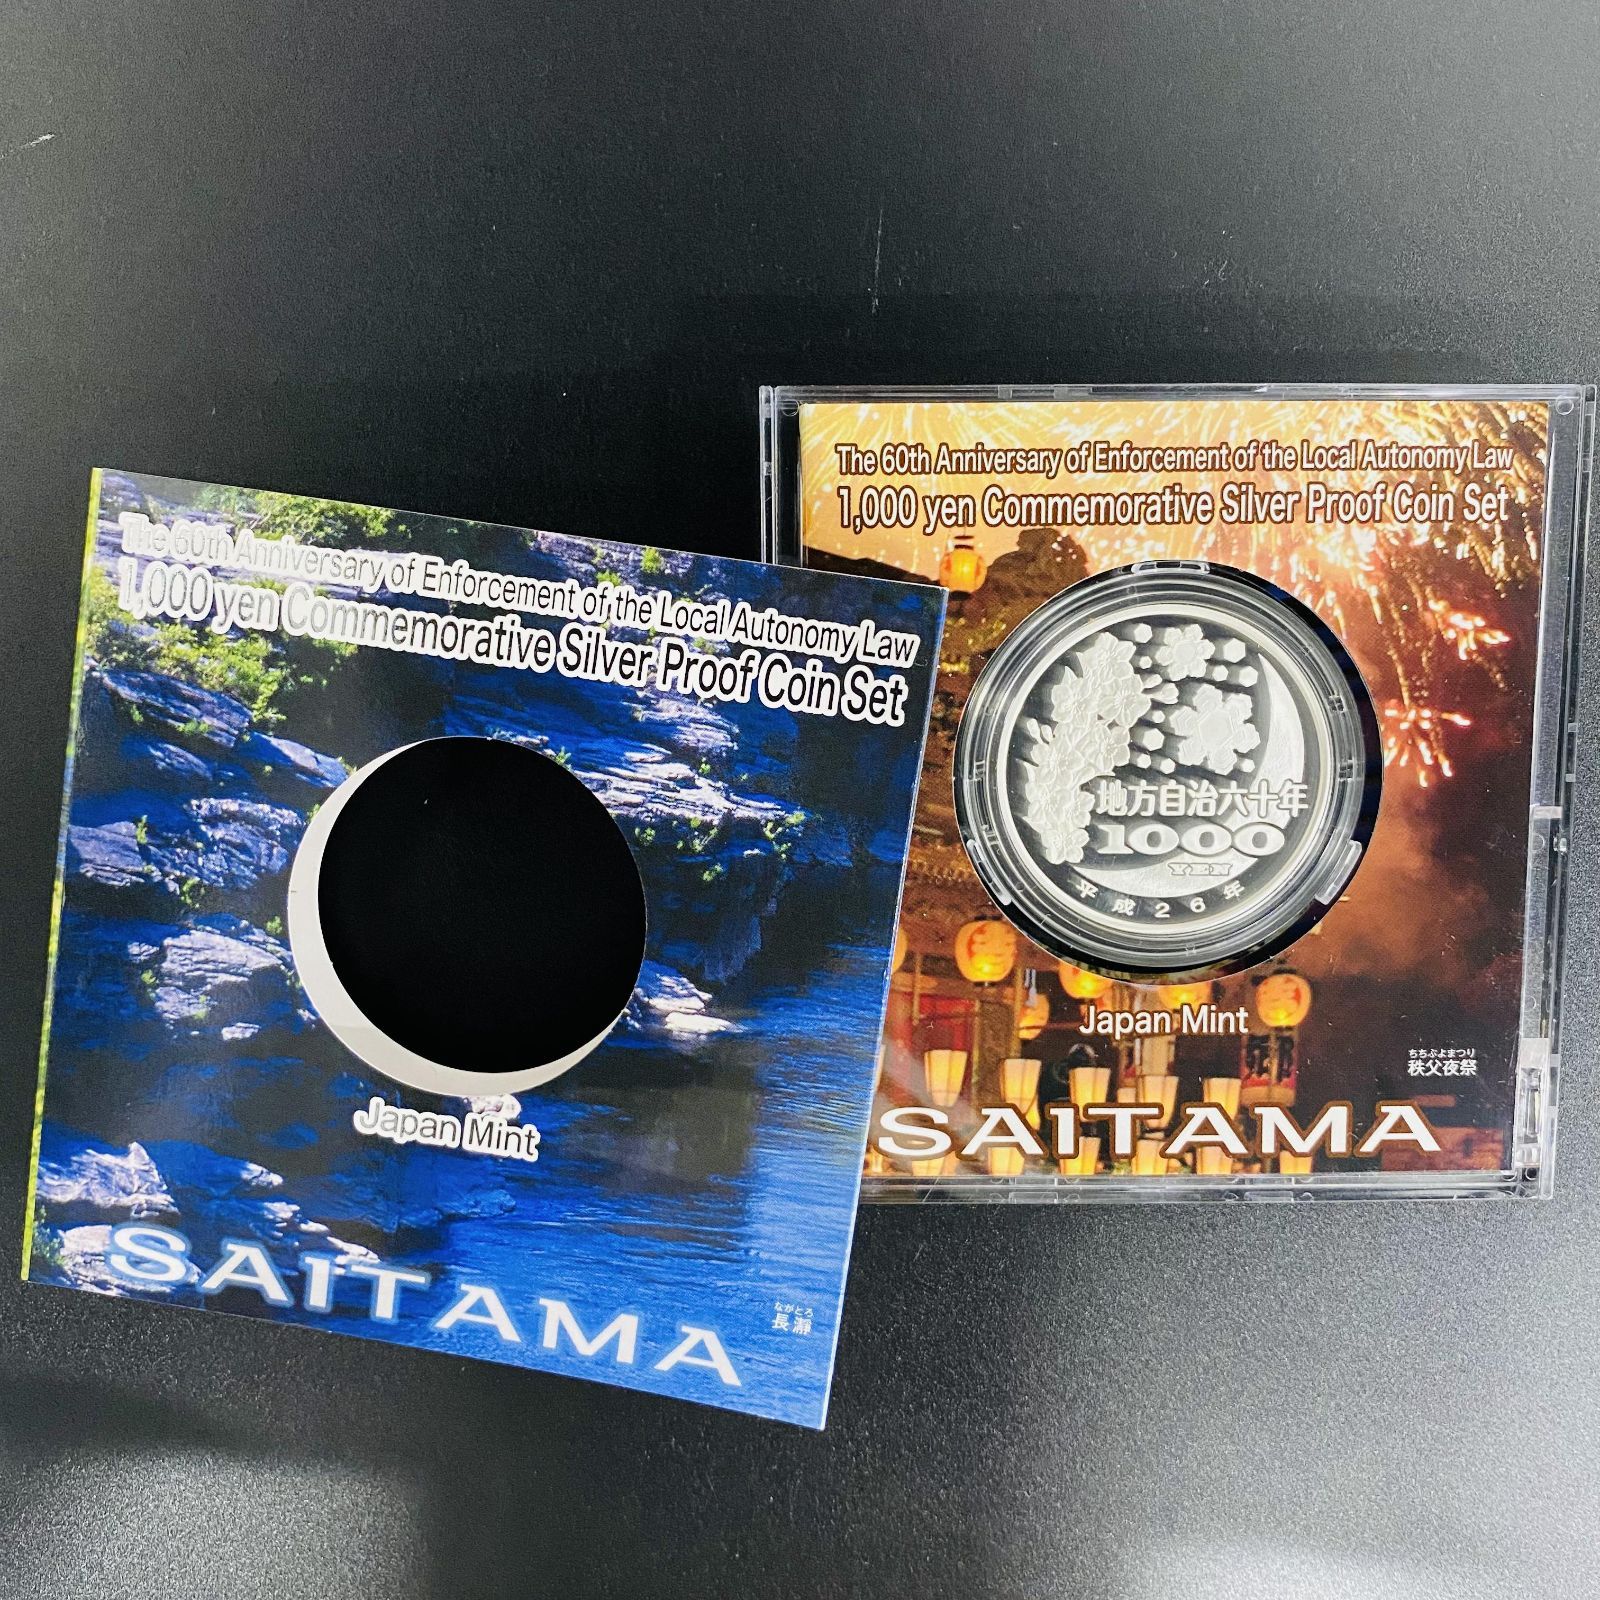 The 60th Anniversary of Enforcement of the Local Autonomy Law
1,000 yen Commemorative Silver Proof Coin Set
Japan Mint
SAITAMA
ながとろ
長瀞
The 60th Anniversary of Enforcement of the Local Autonomy Law
1,000 yen Commemorative Silver Proof Coin Set
地方自治六十年
1000
YEN
平成26年
Japan Mint
ちちぶよまつり
秩父夜祭
SAITAMA